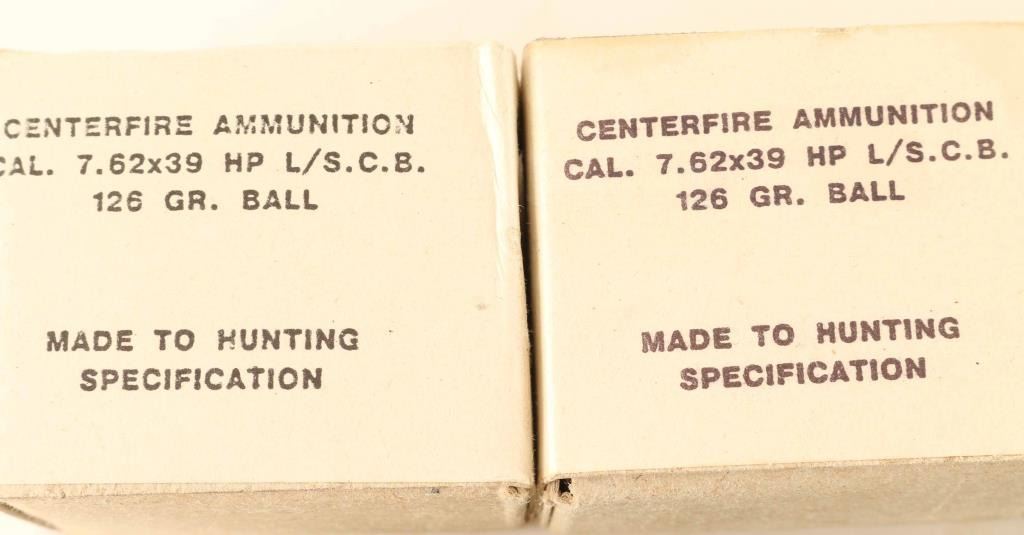 CENTERFIRE AMMUNITION
CAL. 7.62x39 HP L/S.C.B.
126 GR. BALL
MADE TO HUNTING
SPECIFICATION
CENTERFIRE AMMUNITION
CAL. 7.62x39 HP L/S.C.B.
126 GR. BALL
MADE TO HUNTING
SPECIFICATION